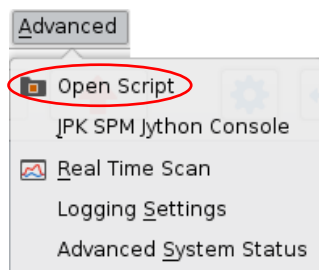 Advanced
Open Script
JPK SPM Jython Console
Real Time Scan
Logging Settings
Advanced System Status